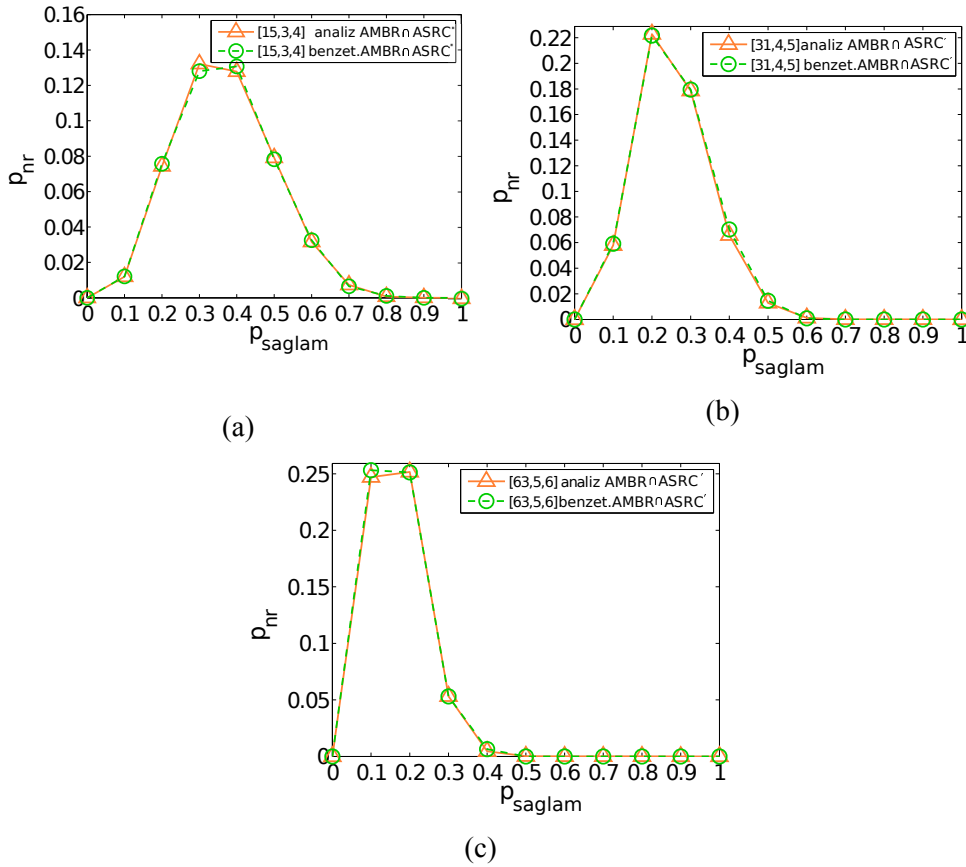 0.16
0.14
0.12
0.1
0.08
0.06
0.04
0.02
0
p_nr
[15,3,4] analiz AMBR∩ASRC'
[15,3,4] benzet.AMBR∩ASRC'
0 0.1 0.2 0.3 0.4 0.5 0.6 0.7 0.8 0.9 1
p_saglam
(a)
0.22
0.2
0.18
0.16
0.14
0.12
0.1
0.08
0.06
0.04
0.02
0
p_nr
[31,4,5]analiz AMBR∩ASRC'
[31,4,5] benzet.AMBR∩ASRC'
0 0.1 0.2 0.3 0.4 0.5 0.6 0.7 0.8 0.9 1
p_saglam
(b)
0.25
0.2
0.15
0.1
0.05
0
p_nr
[63,5,6] analiz AMBR∩ASRC'
[63,5,6]benzet.AMBR∩ASRC'
0 0.1 0.2 0.3 0.4 0.5 0.6 0.7 0.8 0.9 1
p_saglam
(c)